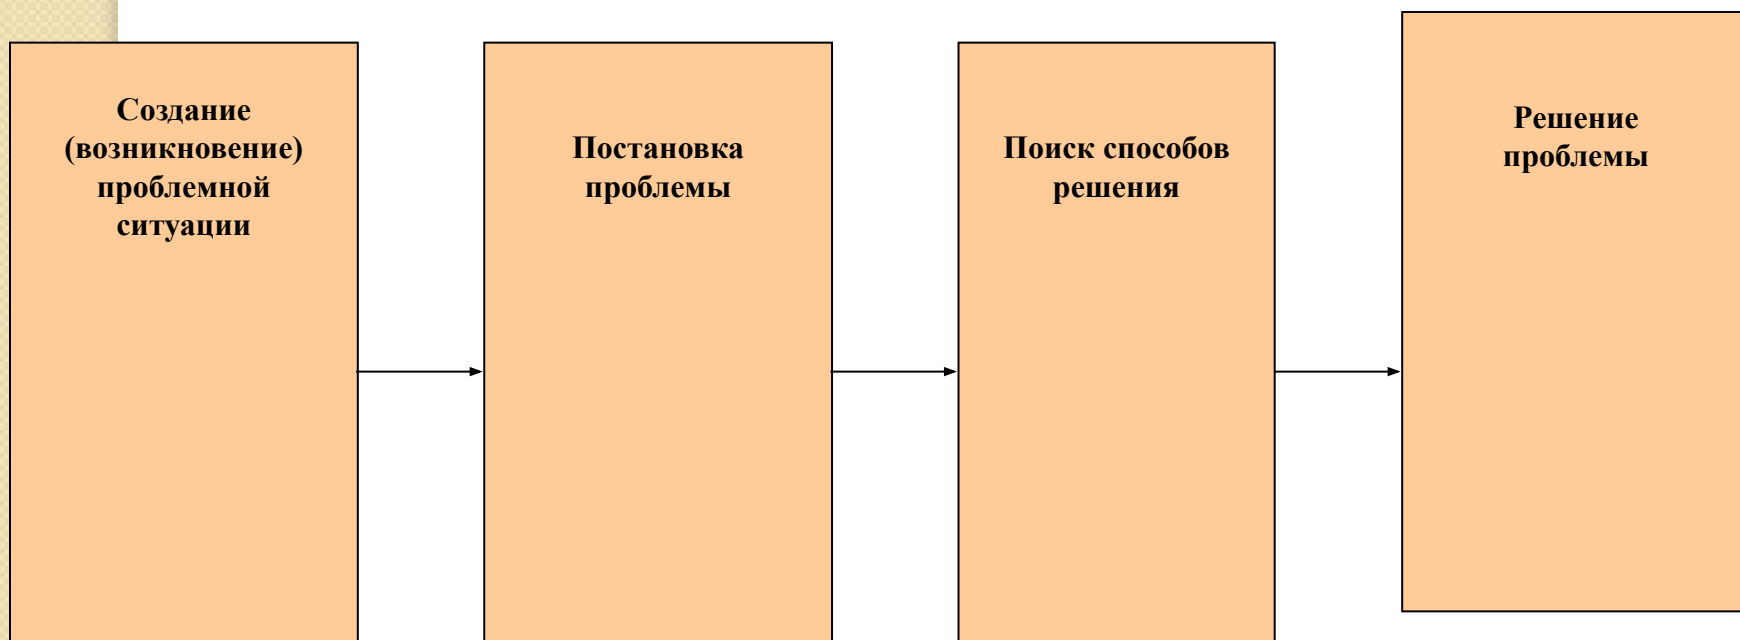 Создание
(возникновение)
проблемной
ситуации
Постановка
проблемы
Поиск способов
решения
Решение
проблемы